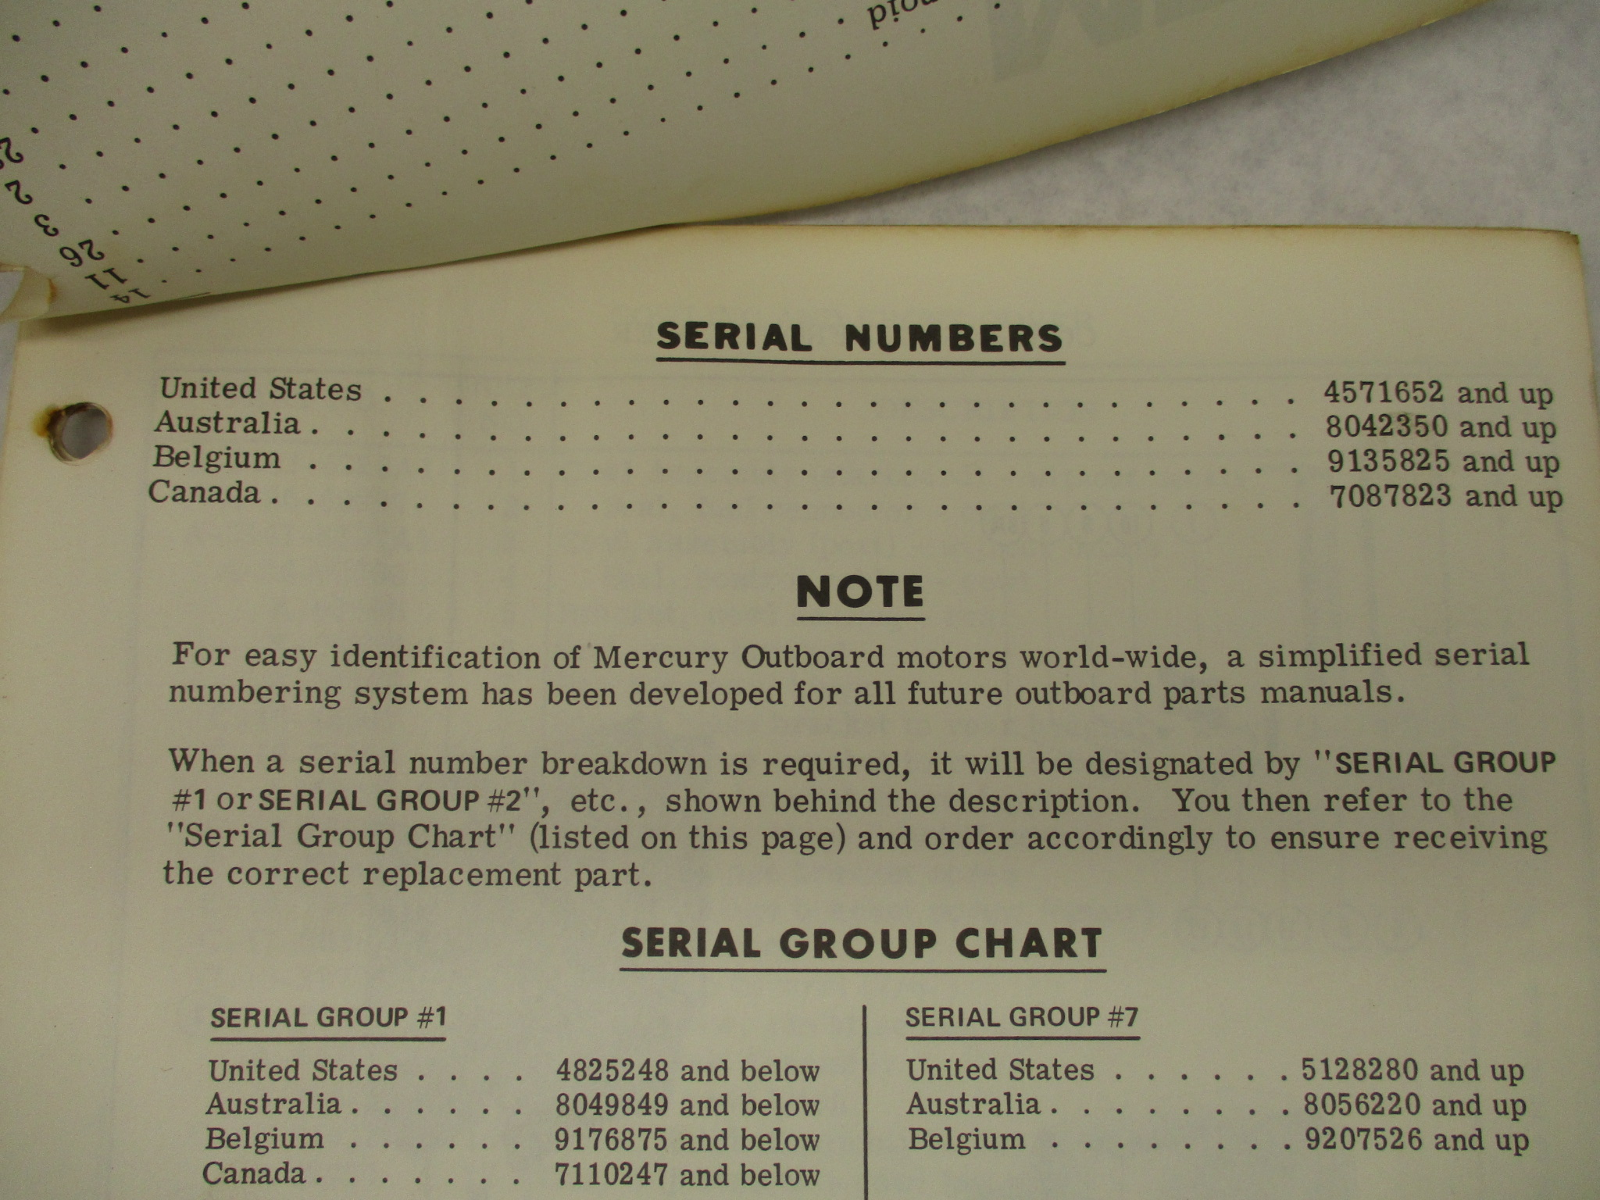 noid
2
3
26
11
14
SERIAL NUMBERS
United States . . . . . . . . . . . . . . . . . . . . . . . . . . . 4571652 and up
Australia . . . . . . . . . . . . . . . . . . . . . . . . . . . . . 8042350 and up
Belgium . . . . . . . . . . . . . . . . . . . . . . . . . . . . . 9135825 and up
Canada . . . . . . . . . . . . . . . . . . . . . . . . . . . . . . 7087823 and up
NOTE
For easy identification of Mercury Outboard motors world-wide, a simplified serial
numbering system has been developed for all future outboard parts manuals.
When a serial number breakdown is required, it will be designated by "SERIAL GROUP
#1 or SERIAL GROUP #2", etc., shown behind the description. You then refer to the
"Serial Group Chart" (listed on this page) and order accordingly to ensure receiving
the correct replacement part.
SERIAL GROUP CHART
SERIAL GROUP #1
United States . . . . 4825248 and below
Australia . . . . . . 8049849 and below
Belgium . . . . . . 9176875 and below
Canada . . . . . . . 7110247 and below
SERIAL GROUP #7
United States . . . . . . 5128280 and up
Australia . . . . . . . . 8056220 and up
Belgium . . . . . . . . 9207526 and up